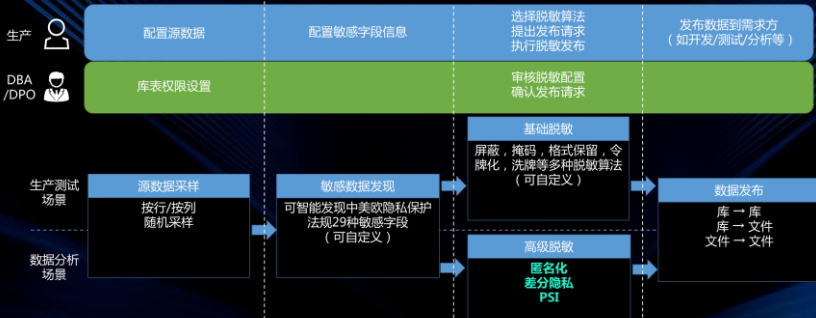 生产
配置源数据
配置敏感字段信息
选择脱敏算法
提出发布请求
执行脱敏发布
发布数据到需求方
（如开发/测试/分析等）
DBA
/DPO
库表权限设置
审核脱敏配置
确认发布请求
生产测试
场景
数据分析
场景
源数据采样
按行/按列
随机采样
敏感数据发现
可智能发现中美欧隐私保护
法规29种敏感字段
（可自定义）
基础脱敏
屏蔽，掩码，格式保留，令
牌化，洗牌等多种脱敏算法
（可自定义）
高级脱敏
匿名化
差分隐私
PSI
数据发布
库 → 库
库 → 文件
文件 → 文件